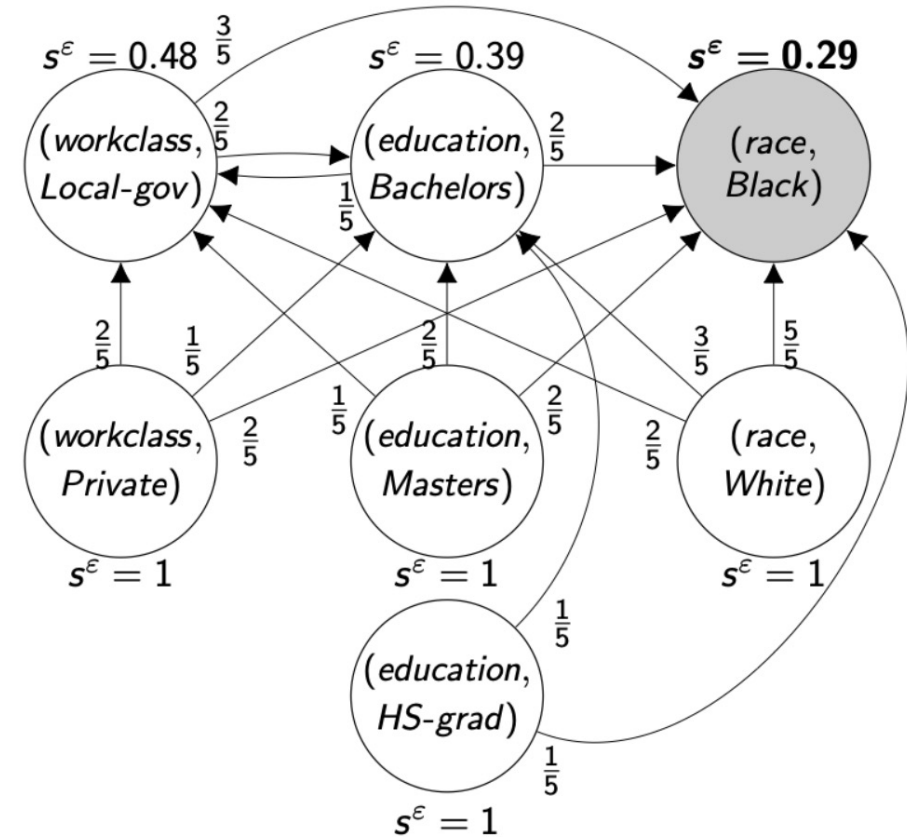 s^ε = 0.48
3/5
s^ε = 0.39
s^ε = 0.29
(workclass,
Local-gov)
2/5
(education,
Bachelors)
2/5
(race,
Black)
1/5
2/5
1/5
2/5
3/5
5/5
2/5
1/5
2/5
2/5
(workclass,
Private)
(education,
Masters)
(race,
White)
s^ε = 1
s^ε = 1
s^ε = 1
1/5
(education,
HS-grad)
1/5
s^ε = 1